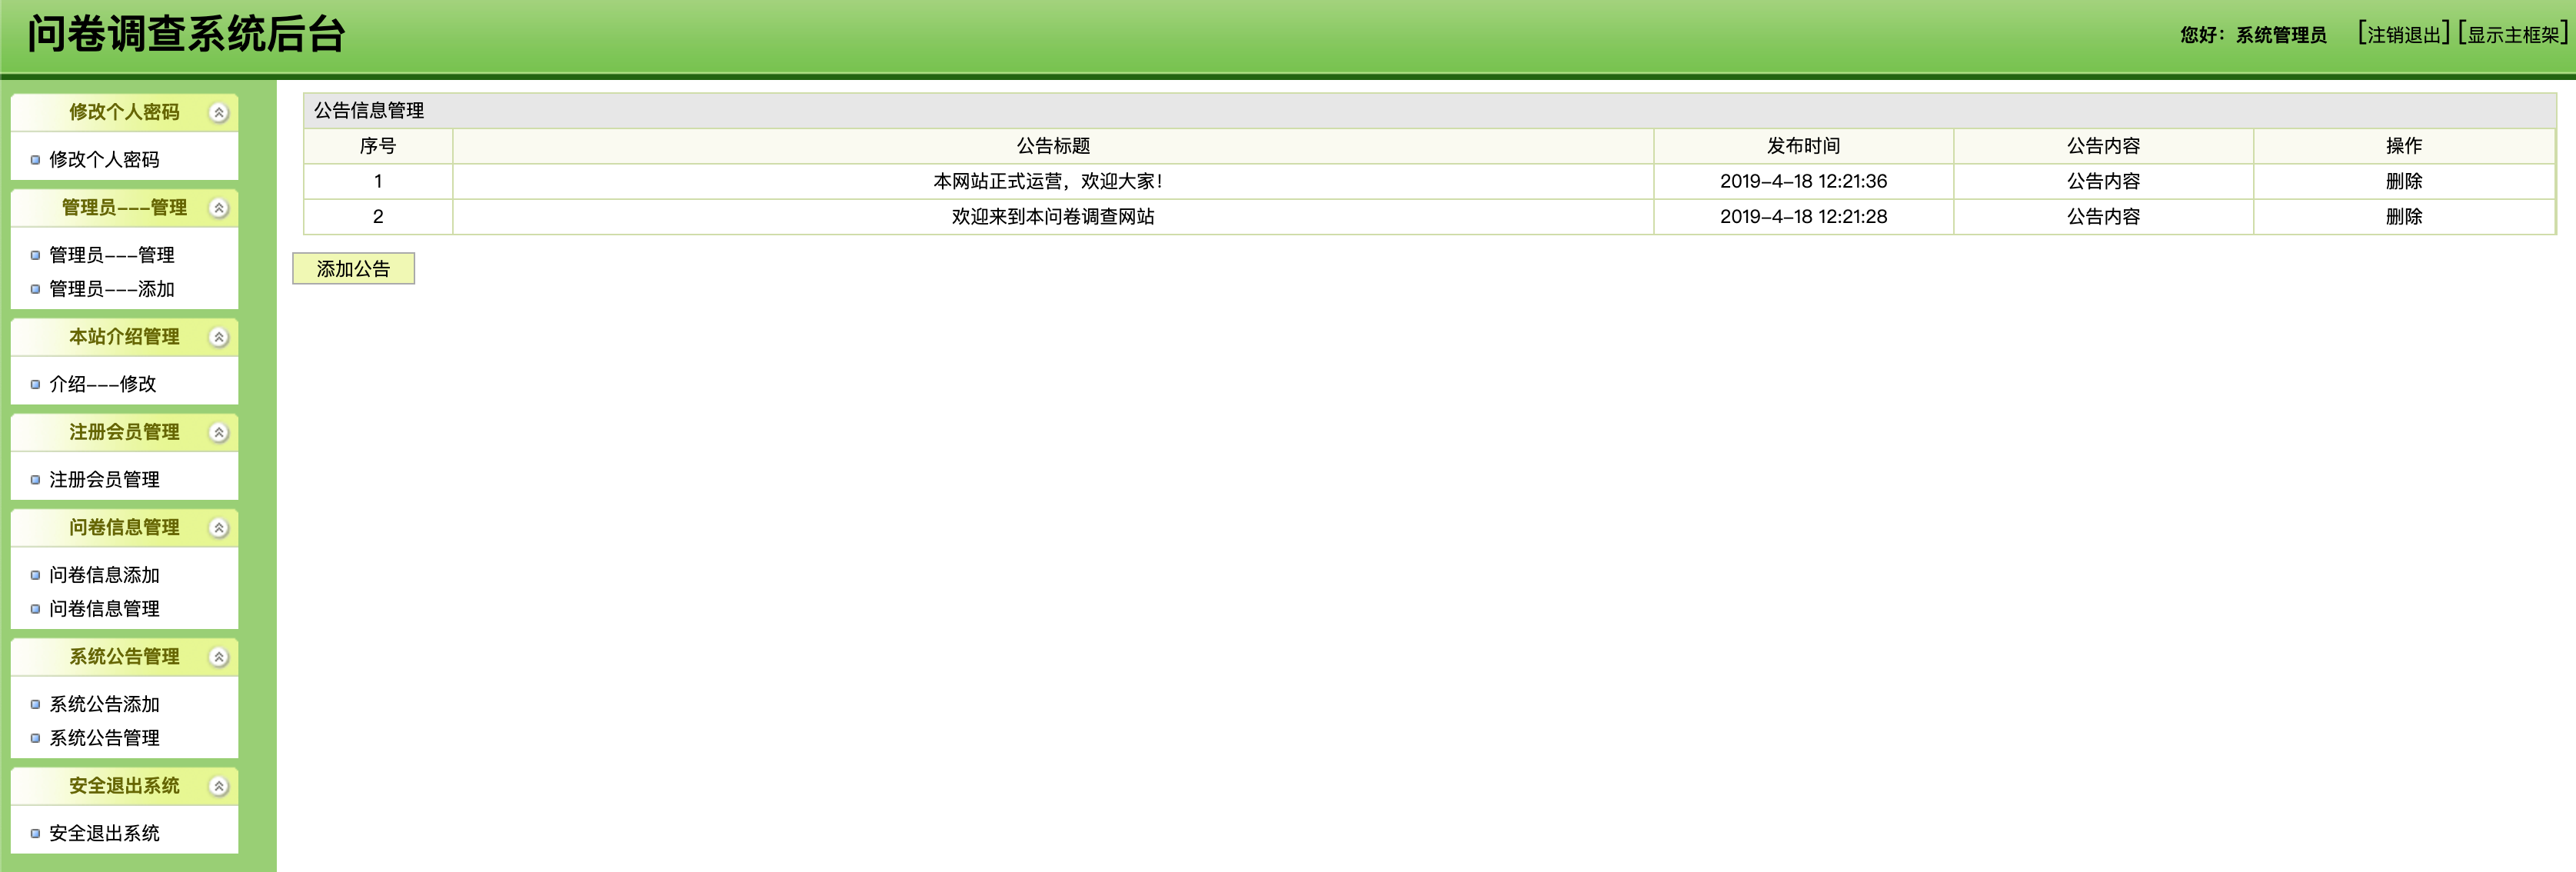 问卷调查系统后台
您好：系统管理员 [注销退出] [显示主框架]
修改个人密码
修改个人密码
管理员---管理
管理员---管理
管理员---添加
本站介绍管理
介绍---修改
注册会员管理
注册会员管理
问卷信息管理
问卷信息添加
问卷信息管理
系统公告管理
系统公告添加
系统公告管理
安全退出系统
安全退出系统
公告信息管理
序号 公告标题 发布时间 公告内容 操作
1 本网站正式运营，欢迎大家！ 2019-4-18 12:21:36 公告内容 删除
2 欢迎来到本问卷调查网站 2019-4-18 12:21:28 公告内容 删除
添加公告